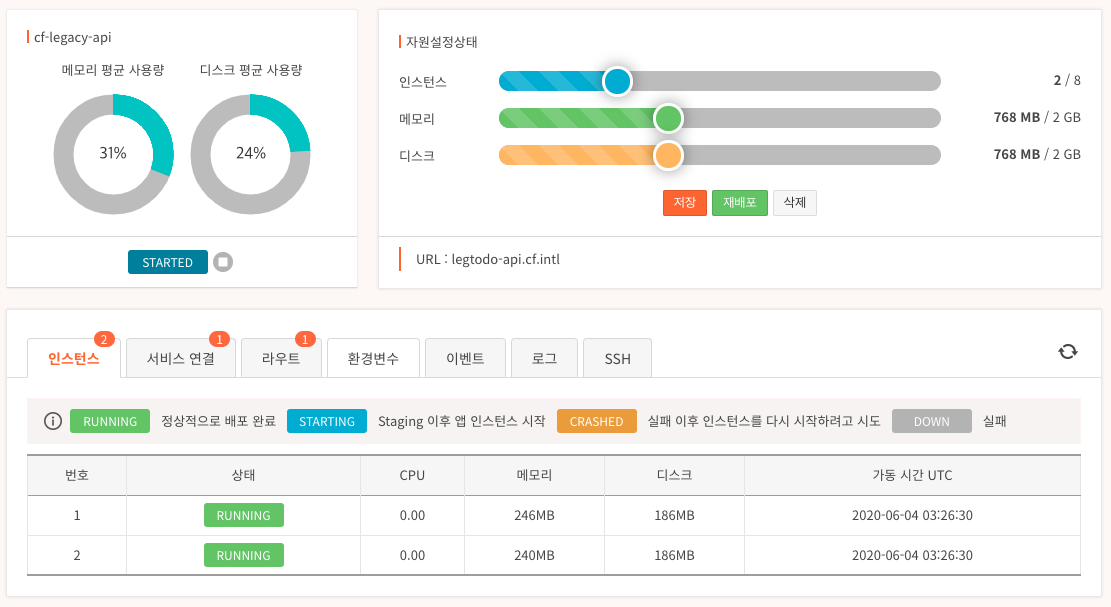 cf-legacy-api
메모리 평균 사용량 디스크 평균 사용량
31% 24%
STARTED
자원설정상태
인스턴스 2 / 8
메모리 768 MB / 2 GB
디스크 768 MB / 2 GB
저장 재배포 삭제
URL : legtodo-api.cf.intl
2 1 1
인스턴스 서비스 연결 라우트 환경변수 이벤트 로그 SSH
RUNNING 정상적으로 배포 완료 STARTING Staging 이후 앱 인스턴스 시작 CRASHED 실패 이후 인스턴스를 다시 시작하려고 시도 DOWN 실패
번호 상태 CPU 메모리 디스크 가동 시간 UTC
1 RUNNING 0.00 246MB 186MB 2020-06-04 03:26:30
2 RUNNING 0.00 240MB 186MB 2020-06-04 03:26:30